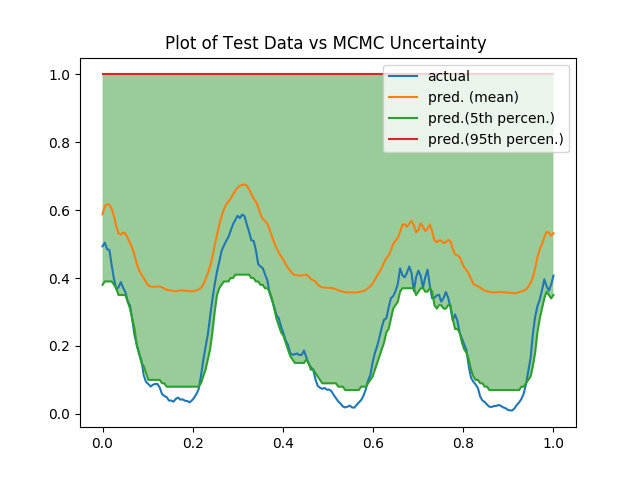 Plot of Test Data vs MCMC Uncertainty
actual
pred. (mean)
pred.(5th percen.)
pred.(95th percen.)
1.0
0.8
0.6
0.4
0.2
0.0
0.0 0.2 0.4 0.6 0.8 1.0